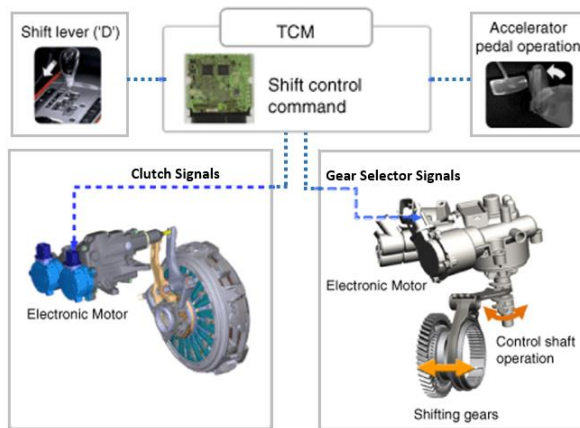 Shift lever ('D')
TCM
Shift control
command
Accelerator
pedal operation
Clutch Signals
Electronic Motor
Gear Selector Signals
Electronic Motor
Control shaft
operation
Shifting gears